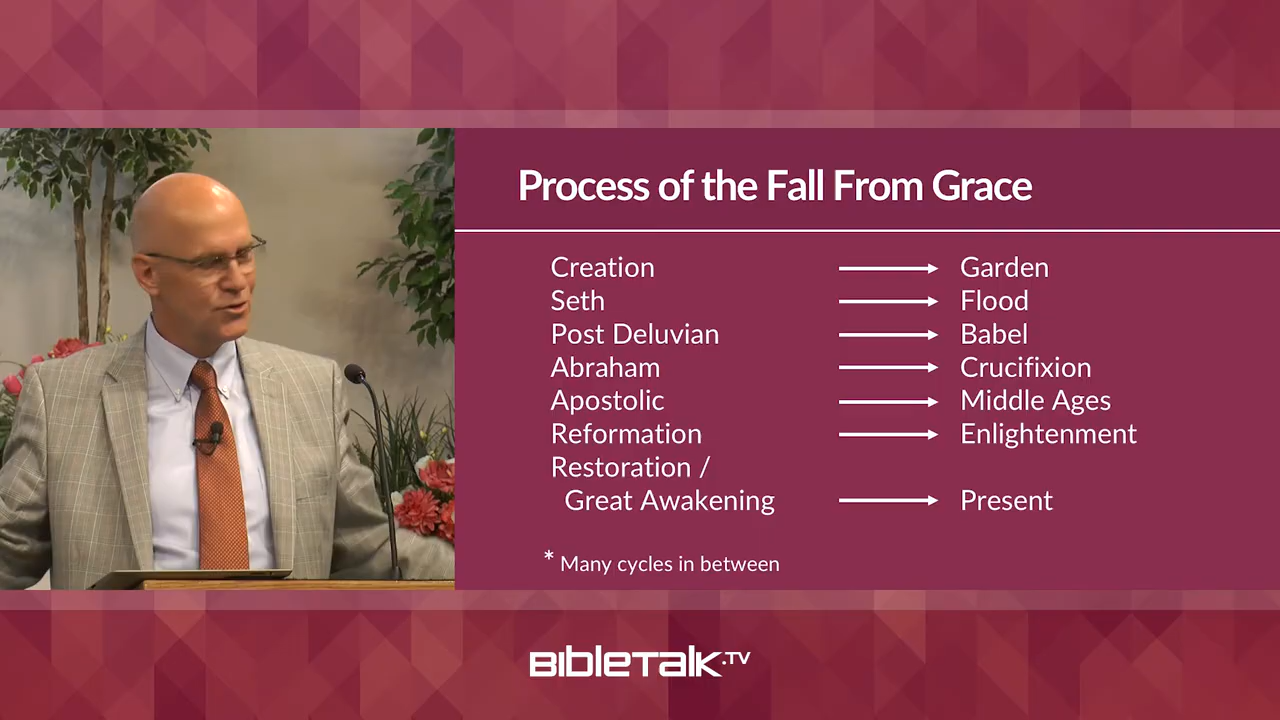 Process of the Fall From Grace
Creation → Garden
Seth → Flood
Post Deluvian → Babel
Abraham → Crucifixion
Apostolic → Middle Ages
Reformation → Enlightenment
Restoration /
Great Awakening → Present
* Many cycles in between
BIBLETALK.TV